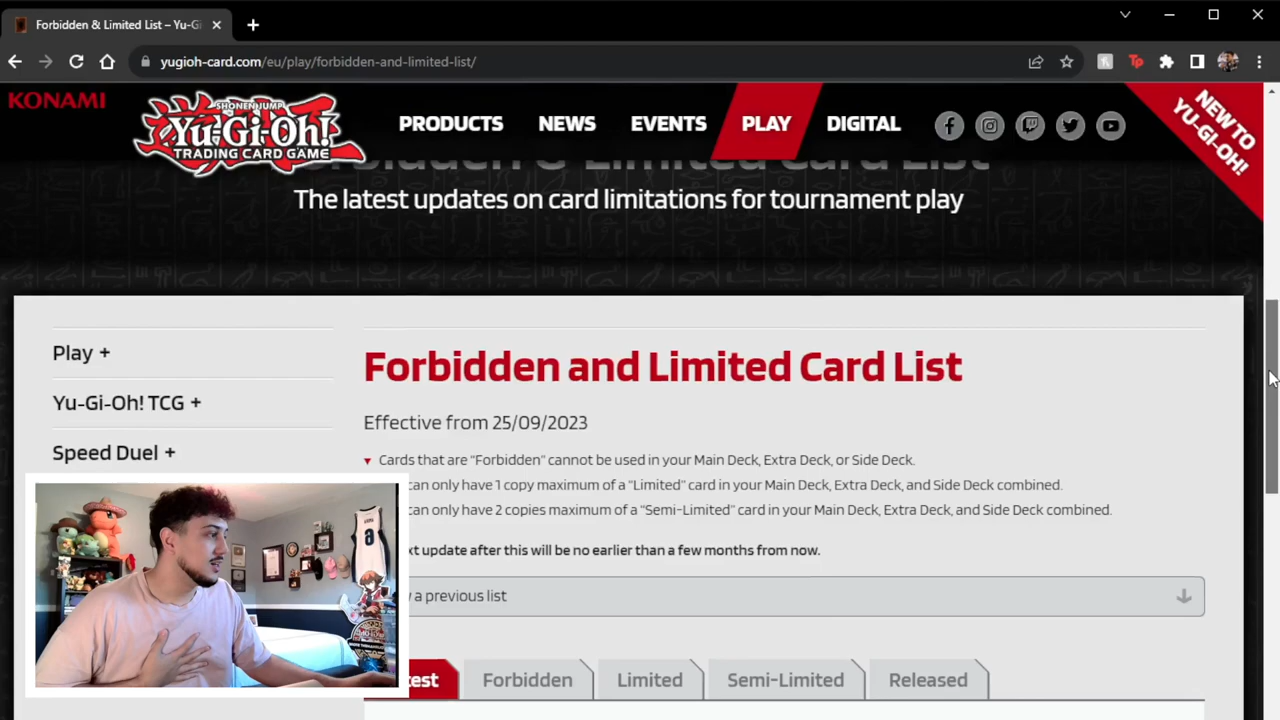 Forbidden & Limited List – Yu-Gi
yugioh-card.com/eu/play/forbidden-and-limited-list/
KONAMI
SHONEN JUMP
Yu-Gi-Oh!
TRADING CARD GAME
PRODUCTS
NEWS
EVENTS
PLAY
DIGITAL
NEW TO
YU-GI-OH!
Forbidden & Limited Card List
The latest updates on card limitations for tournament play
Play +
Yu-Gi-Oh! TCG +
Speed Duel +
Forbidden and Limited Card List
Effective from 25/09/2023
Cards that are “Forbidden” cannot be used in your Main Deck, Extra Deck, or Side Deck.
can only have 1 copy maximum of a “Limited” card in your Main Deck, Extra Deck, and Side Deck combined.
can only have 2 copies maximum of a “Semi-Limited” card in your Main Deck, Extra Deck, and Side Deck combined.
xt update after this will be no earlier than a few months from now.
a previous list
test
Forbidden
Limited
Semi-Limited
Released